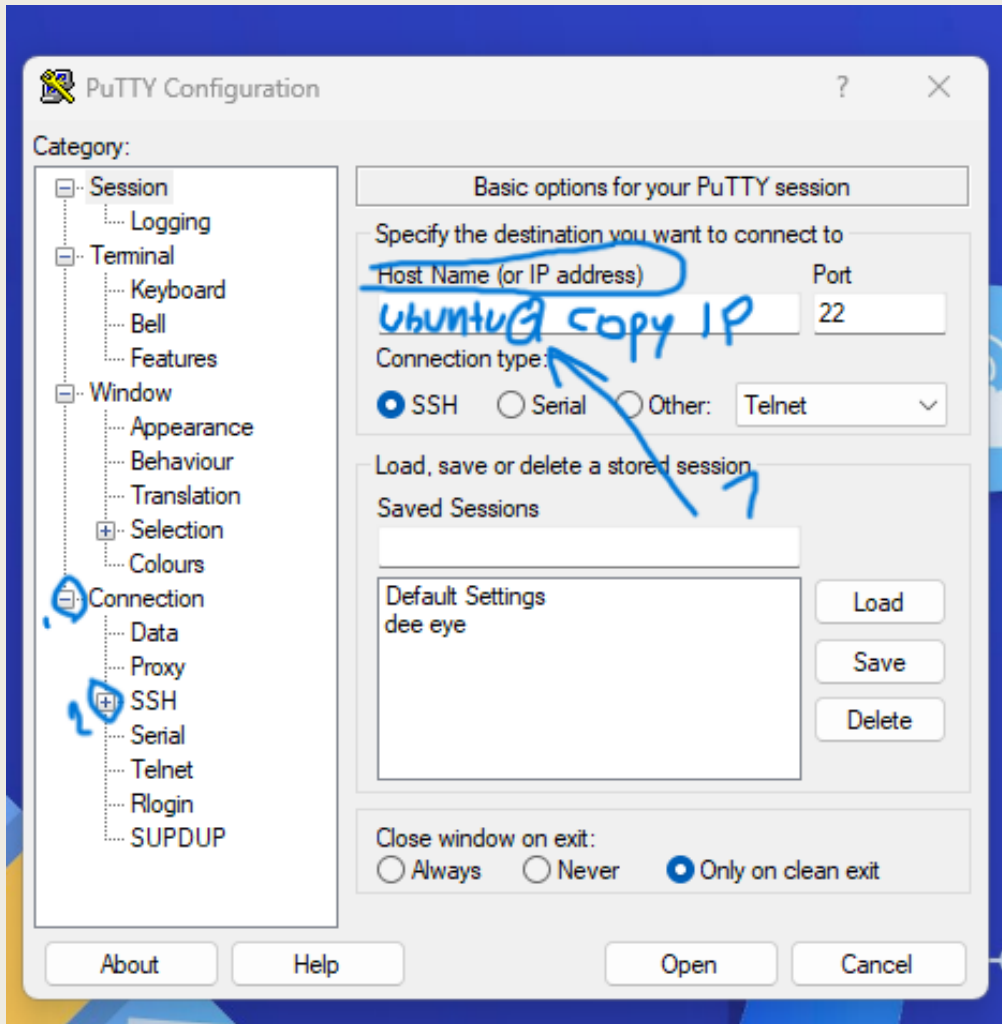 PuTTY Configuration ? ×
Category:
Session
Logging
Terminal
Keyboard
Bell
Features
Window
Appearance
Behaviour
Translation
Selection
Colours
Connection
Data
Proxy
SSH
Serial
Telnet
Rlogin
SUPDUP
Basic options for your PuTTY session
Specify the destination you want to connect to
Host Name (or IP address) Port
Ubuntu@ copy IP 22
Connection type:
SSH Serial Other: Telnet
Load, save or delete a stored session
Saved Sessions
Default Settings
dee eye
Load
Save
Delete
Close window on exit:
Always Never Only on clean exit
About Help Open Cancel